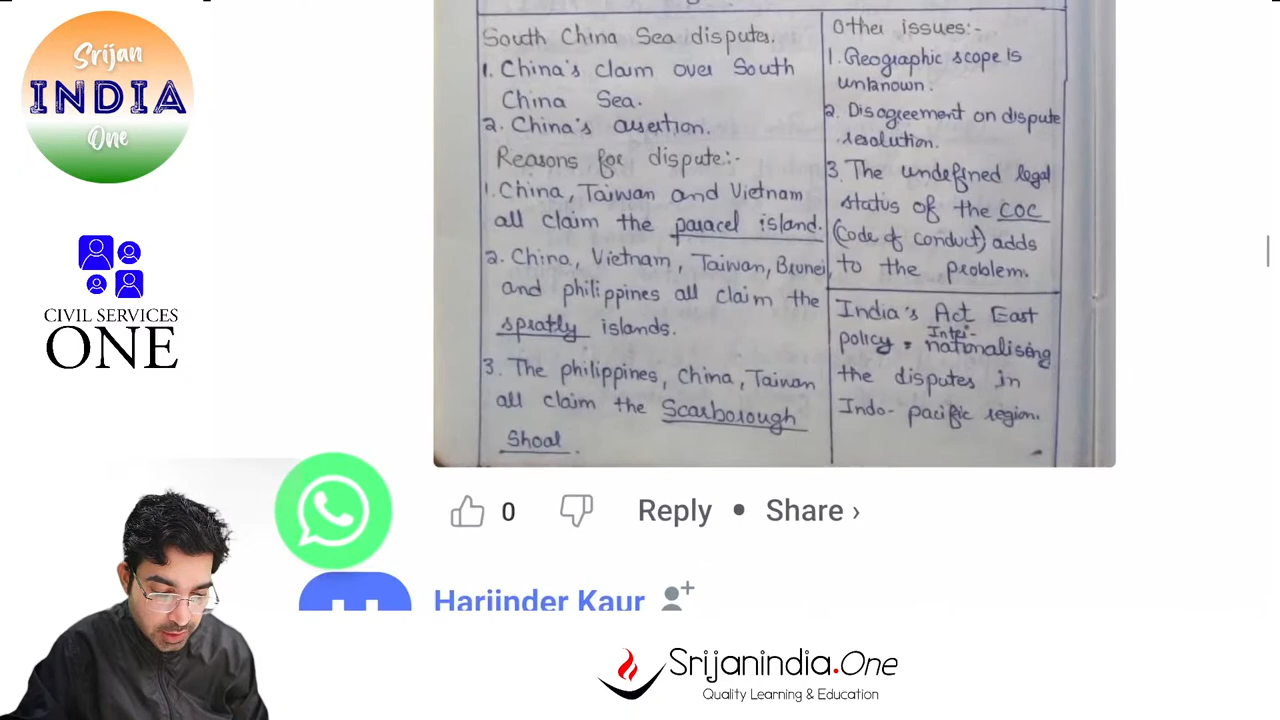 Srijan
INDIA
One
CIVIL SERVICES
ONE
South China Sea disputes.
1. China's claim over South
China Sea.
2. China's assertion.
Reasons for dispute:-
1. China, Taiwan and Vietnam
all claim the paracel island.
2. China, Vietnam, Taiwan, Brunei,
and philippines all claim the
spratly islands.
3. The philippines, China, Taiwan
all claim the Scarborough
Shoal.
Other issues:-
1. Geographic scope is
unknown.
2. Disagreement on dispute
resolution.
3. The undefined legal
status of the COC
(Code of conduct) adds
to the problem.
India's Act East
policy = Inter-
nationalising
the disputes in
Indo-pacific region.
0 Reply • Share ›
Harjinder Kaur
Srijanindia.One
Quality Learning & Education